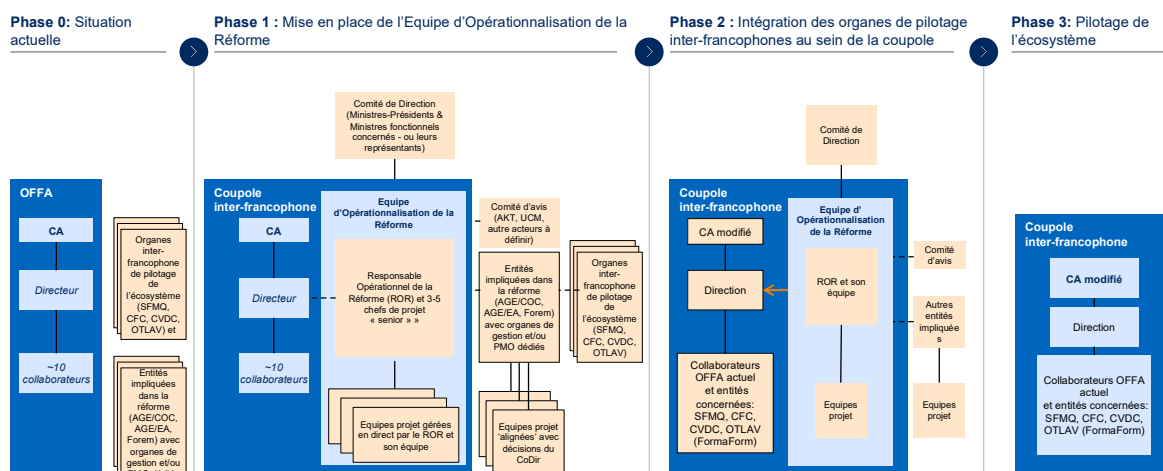 Phase 0: Situation
actuelle
Phase 1 : Mise en place de l'Equipe d'Opérationnalisation de la
Réforme
Phase 2 : Intégration des organes de pilotage
inter-francophones au sein de la coupole
Phase 3: Pilotage de
l'écosystème
OFFA
CA
Directeur
~10
collaborateurs
Organes
inter-
francophone
de pilotage
de
l'écosystème
(SFMQ,
CFC, CVDC,
OTLAV) et
Entités
impliquées
dans la
réforme
(AGE/COC,
AGE/EA,
Forem) avec
organes de
gestion et/ou
Comité de Direction
(Ministres-Présidents &
Ministres fonctionnels
concernés - ou leurs
représentants)
Coupole
inter-francophone
CA
Directeur
~10
collaborateurs
Equipe
d'Opérationnalisation de la
Réforme
Responsable
Opérationnel de la
Réforme (ROR) et 3-5
chefs de projet
« senior » »
Equipes projet gérées
en direct par le ROR et
son équipe
Comité d'avis
(AKT, UCM,
autre acteurs à
définir)
Entités
impliquées dans
la réforme
(AGE/COC,
AGE/EA, Forem)
avec organes de
gestion et/ou
PMO dédiés
Organes
inter-
francophone
de pilotage
de
l'écosystème
(SFMQ,
CFC, CVDC,
OTLAV)
Equipes projet
'alignées' avec
décisions du
CoDir
Comité de
Direction
Coupole
inter-francophone
CA modifié
Direction
Collaborateurs
OFFA actuel
et entités
concernées:
SFMQ, CFC,
CVDC, OTLAV
(FormaForm)
Equipe d'
Opérationnalisation
de la Réforme
ROR et son
équipe
Equipes
projet
Comité
d'avis
Autres
entités
impliquée
s
Equipes
projet
Coupole
inter-francophone
CA modifié
Direction
Collaborateurs OFFA
actuel
et entités concernées:
SFMQ, CFC, CVDC,
OTLAV (FormaForm)